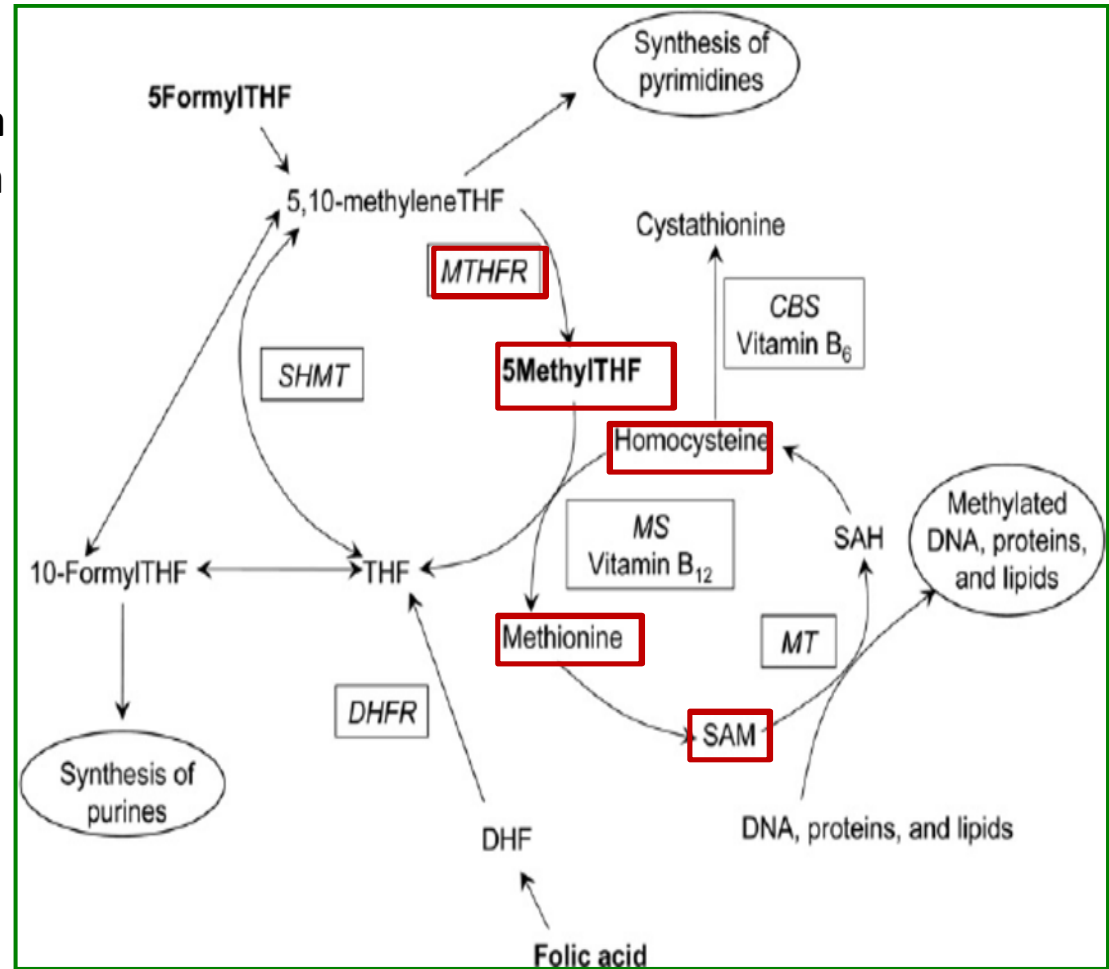 Synthesis of
pyrimidines
5FormylTHF
n
n
5,10-methyleneTHF
Cystathionine
MTHFR
CBS
Vitamin B6
SHMT
5MethylTHF
Homocysteine
Methylated
DNA, proteins,
and lipids
MS
Vitamin B12
SAH
10-FormylTHF
THF
Methionine
MT
DHFR
SAM
Synthesis of
purines
DNA, proteins, and lipids
DHF
Folic acid